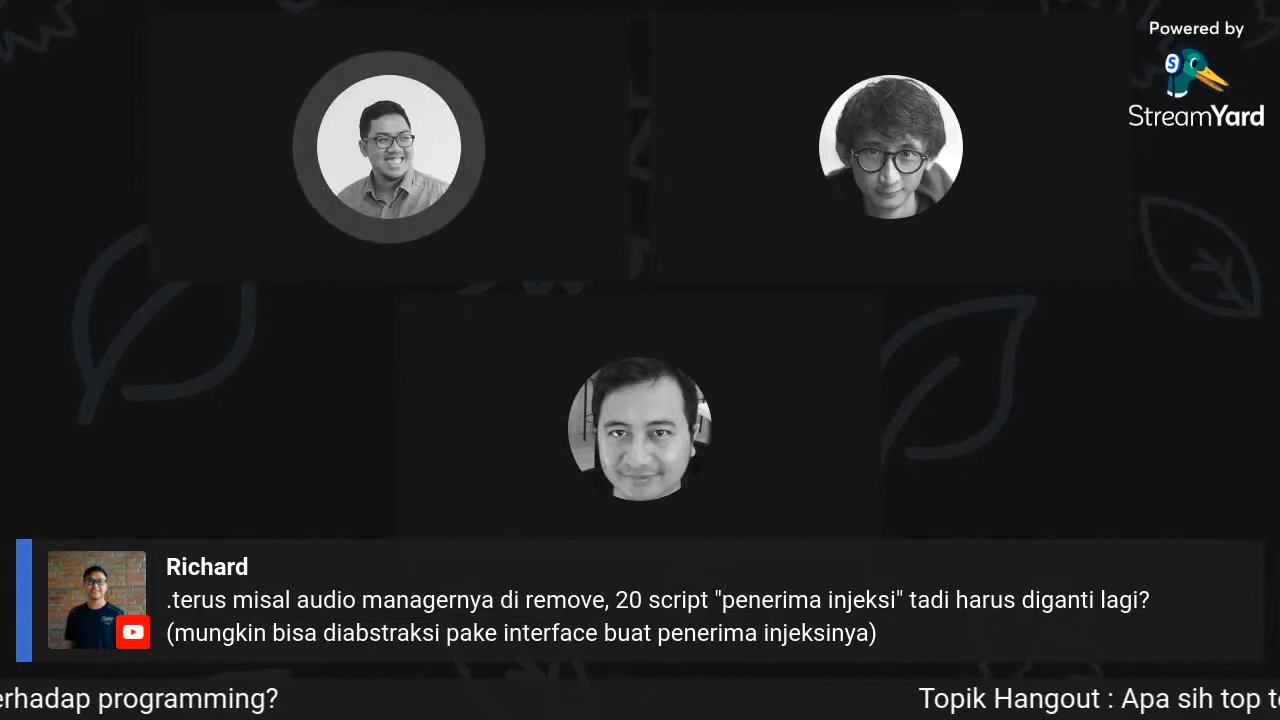 Powered by
StreamYard
Richard
.terus misal audio managernya di remove, 20 script "penerima injeksi" tadi harus diganti lagi?
(mungkin bisa diabstraksi pake interface buat penerima injeksinya)
erhadap programming?
Topik Hangout : Apa sih top t